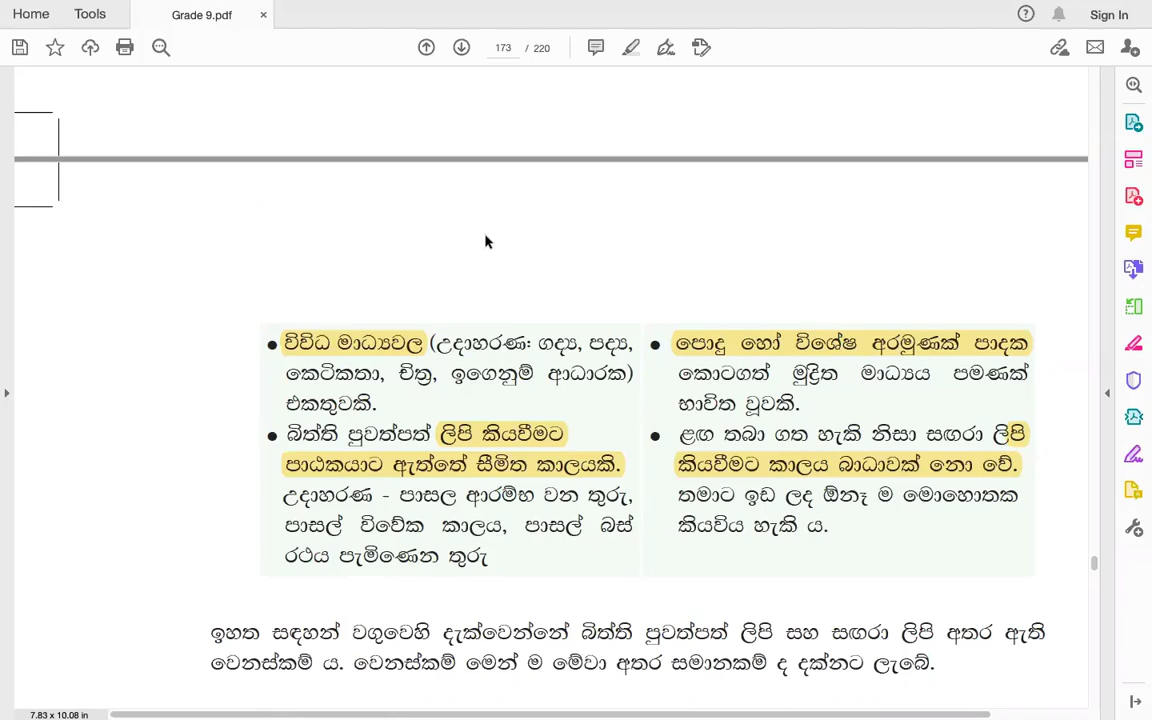 Home
Tools
Grade 9.pdf
×
Sign In
173 / 220
• විවිධ මාධ්‍යවල (උදාහරණ: ගද්‍ය, පද්‍ය,
කෙටිකතා, චිත්‍ර, ඉගෙනුම් ආධාරක)
එකතුවකි.
• බිත්ති පුවත්පත් ලිපි කියවීමට
පාඨකයාට ඇත්තේ සීමිත කාලයකි.
උදාහරණ - පාසල ආරම්භ වන තුරු,
පාසල් විවේක කාලය, පාසල් බස්
රථය පැමිණෙන තුරු
• පොදු හෝ විශේෂ අරමුණක් පාදක
කොටගත් මුද්‍රිත මාධ්‍යය පමණක්
භාවිත වූවකි.
• ළඟ තබා ගත හැකි නිසා සඟරා ලිපි
කියවීමට කාලය බාධාවක් නො වේ.
තමාට ඉඩ ලද ඕනෑ ම මොහොතක
කියවිය හැකි ය.
ඉහත සඳහන් වගුවෙහි දැක්වෙන්නේ බිත්ති පුවත්පත් ලිපි සහ සඟරා ලිපි අතර ඇති
වෙනස්කම් ය. වෙනස්කම් මෙන් ම මේවා අතර සමානකම් ද දක්නට ලැබේ.
7.83 x 10.08 in